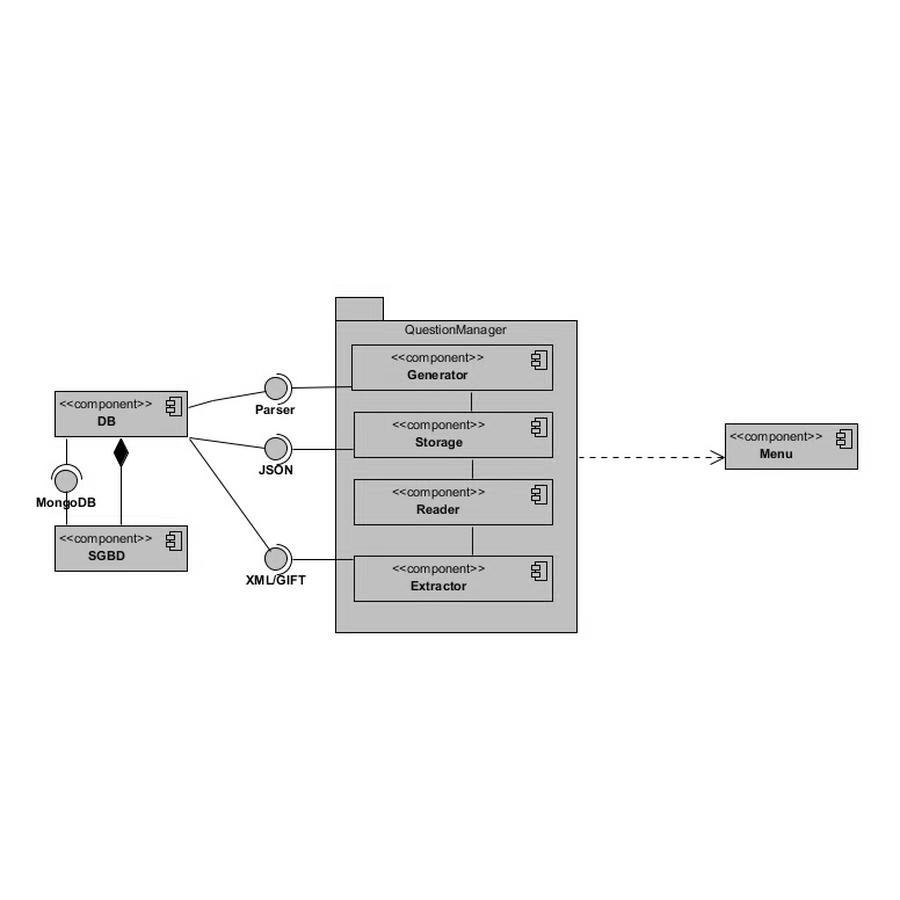 QuestionManager
<<component>>
Generator
<<component>>
DB
Parser
<<component>>
Storage
<<component>>
Menu
JSON
MongoDB
<<component>>
Reader
<<component>>
SGBD
XML/GIFT
<<component>>
Extractor